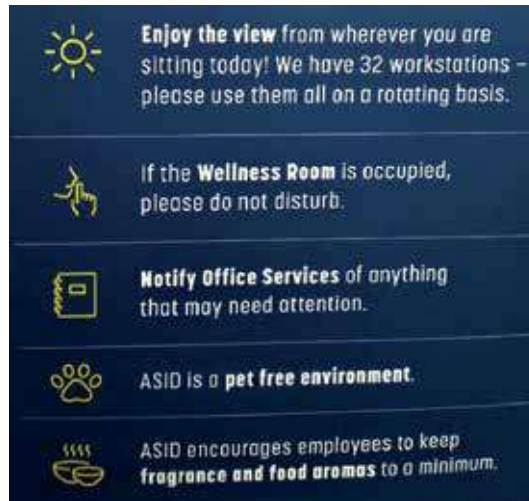 Enjoy the view from wherever you are
sitting today! We have 32 workstations –
please use them all on a rotating basis.
If the Wellness Room is occupied,
please do not disturb.
Notify Office Services of anything
that may need attention.
ASID is a pet free environment.
ASID encourages employees to keep
fragrance and food aromas to a minimum.